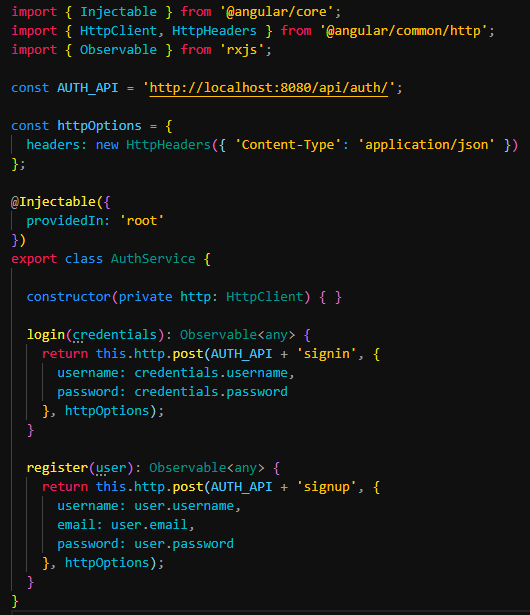 import { Injectable } from '@angular/core';
import { HttpClient, HttpHeaders } from '@angular/common/http';
import { Observable } from 'rxjs';

const AUTH_API = 'http://localhost:8080/api/auth/';

const httpOptions = {
  headers: new HttpHeaders({ 'Content-Type': 'application/json' })
};

@Injectable({
  providedIn: 'root'
})
export class AuthService {

  constructor(private http: HttpClient) { }

  login(credentials): Observable<any> {
    return this.http.post(AUTH_API + 'signin', {
      username: credentials.username,
      password: credentials.password
    }, httpOptions);
  }

  register(user): Observable<any> {
    return this.http.post(AUTH_API + 'signup', {
      username: user.username,
      email: user.email,
      password: user.password
    }, httpOptions);
  }
}